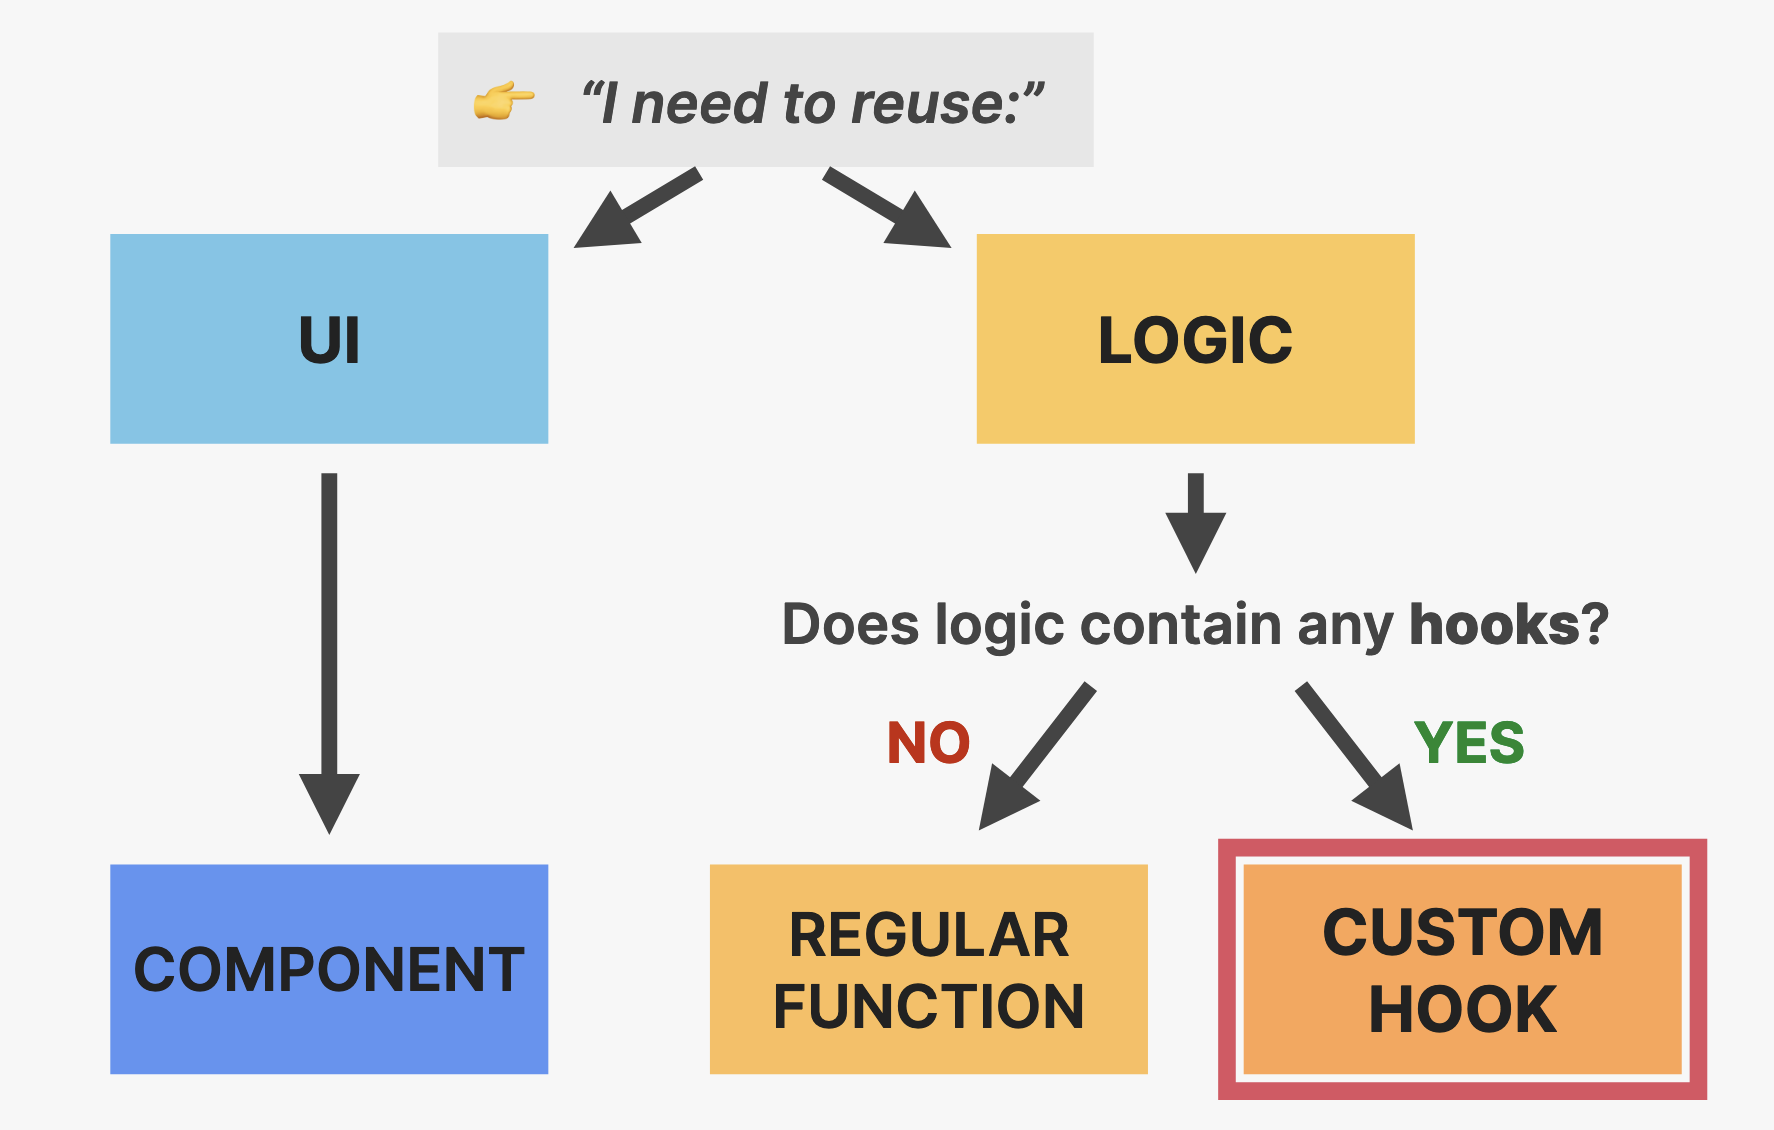 “I need to reuse:”
UI
LOGIC
Does logic contain any hooks?
NO
YES
COMPONENT
REGULAR
FUNCTION
CUSTOM
HOOK